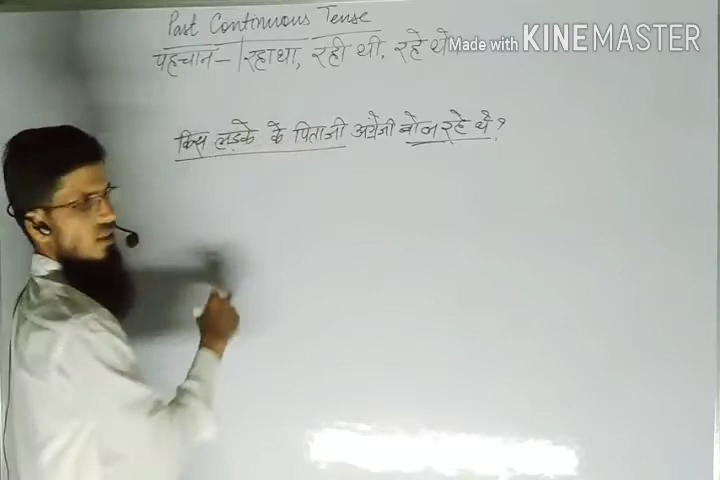 Past Continuous Tense
पहचान - रहा था, रही थी, रहे थे
Made with KINEMASTER
किस लड़के के पिताजी अंग्रेजी बोल रहे थे ?